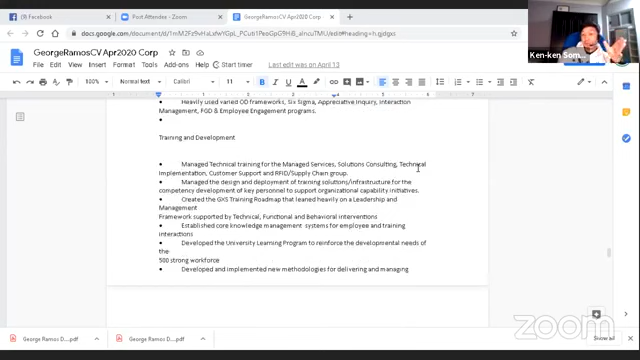 (8) Facebook
Port Attendee - Zoom
GeorgeRamosCV Apr2020 Corp
GeorgeRamosCV Apr2020 Corp
File Edit View Insert Format Tools Add-ons Help Start timer
Last edit was on April 13
100%
Normal text
Calibri
11
Heavily used varied OD frameworks, Six Sigma, Appreciative Inquiry, Interaction
Management, FGD & Employee Engagement programs.
Training and Development
• Managed Technical training for the Managed Services, Solutions Consulting, Technical
Implementation, Customer Support and RFID/Supply Chain group.
• Managed the design and deployment of training solutions/infrastructure for the
competency development of key personnel to support organizational capability initiatives.
• Created the GXS Training Roadmap that leaned heavily on a Leadership and
Management
Framework supported by Technical, Functional and Behavioral interventions
• Established core knowledge management systems for employee and training
interactions
• Developed the University Learning Program to reinforce the developmental needs of
the
500 strong workforce
• Developed and implemented new methodologies for delivering and managing
George Ramos D....pdf
George Ramos D....pdf
Show all
zoom